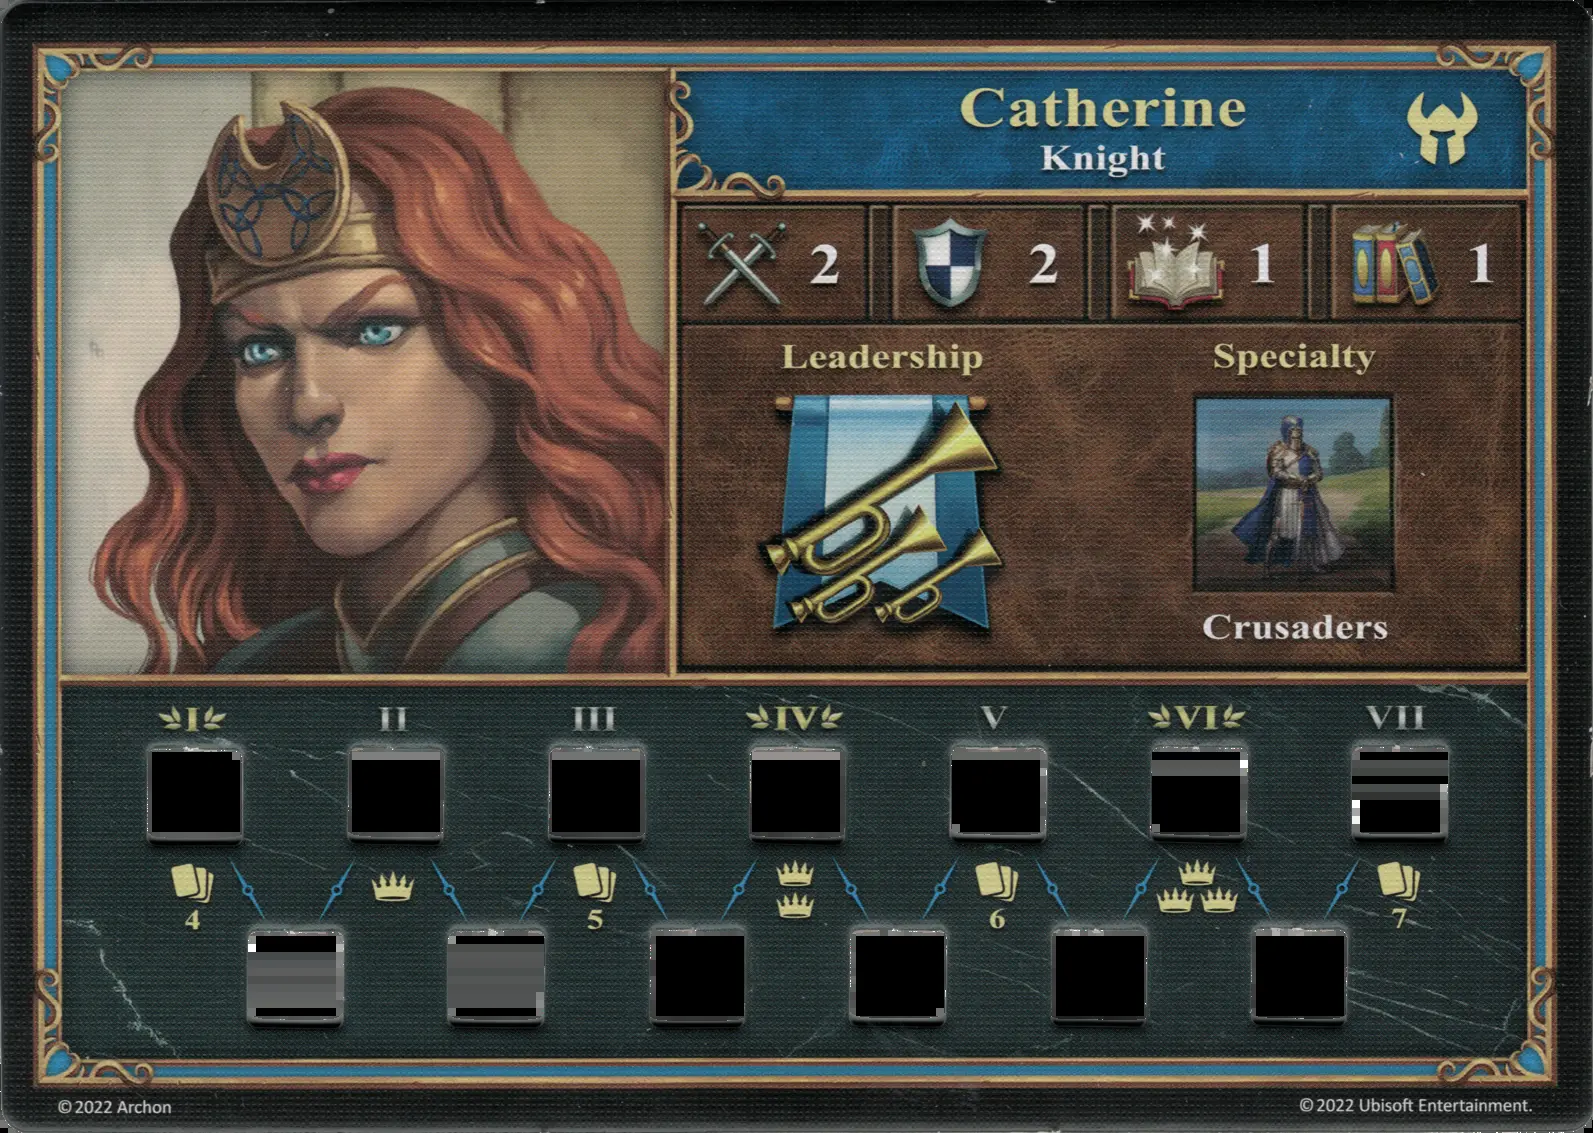 Catherine
Knight
2 2 1 1
Leadership Specialty
Crusaders
I II III IV V VI VII
4 5 6 7
© 2022 Archon © 2022 Ubisoft Entertainment.